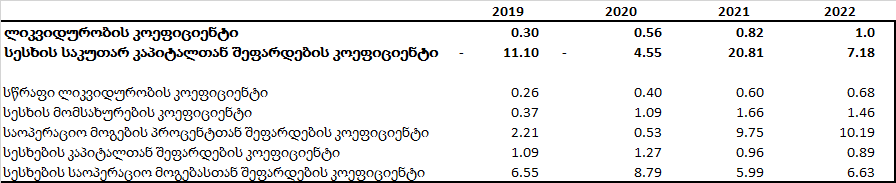 2019 2020 2021 2022
ლიკვიდურობის კოეფიციენტი 0.30 0.56 0.82 1.0
სესხის საკუთარ კაპიტალთან შეფარდების კოეფიციენტი - 11.10 - 4.55 20.81 7.18
სწრაფი ლიკვიდურობის კოეფიციენტი 0.26 0.40 0.60 0.68
სესხის მომსახურების კოეფიციენტი 0.37 1.09 1.66 1.46
საოპერაციო მოგების პროცენტთან შეფარდების კოეფიციენტი 2.21 0.53 9.75 10.19
სესხების კაპიტალთან შეფარდების კოეფიციენტი 1.09 1.27 0.96 0.89
სესხების საოპერაციო მოგებასთან შეფარდების კოეფიციენტი 6.55 8.79 5.99 6.63